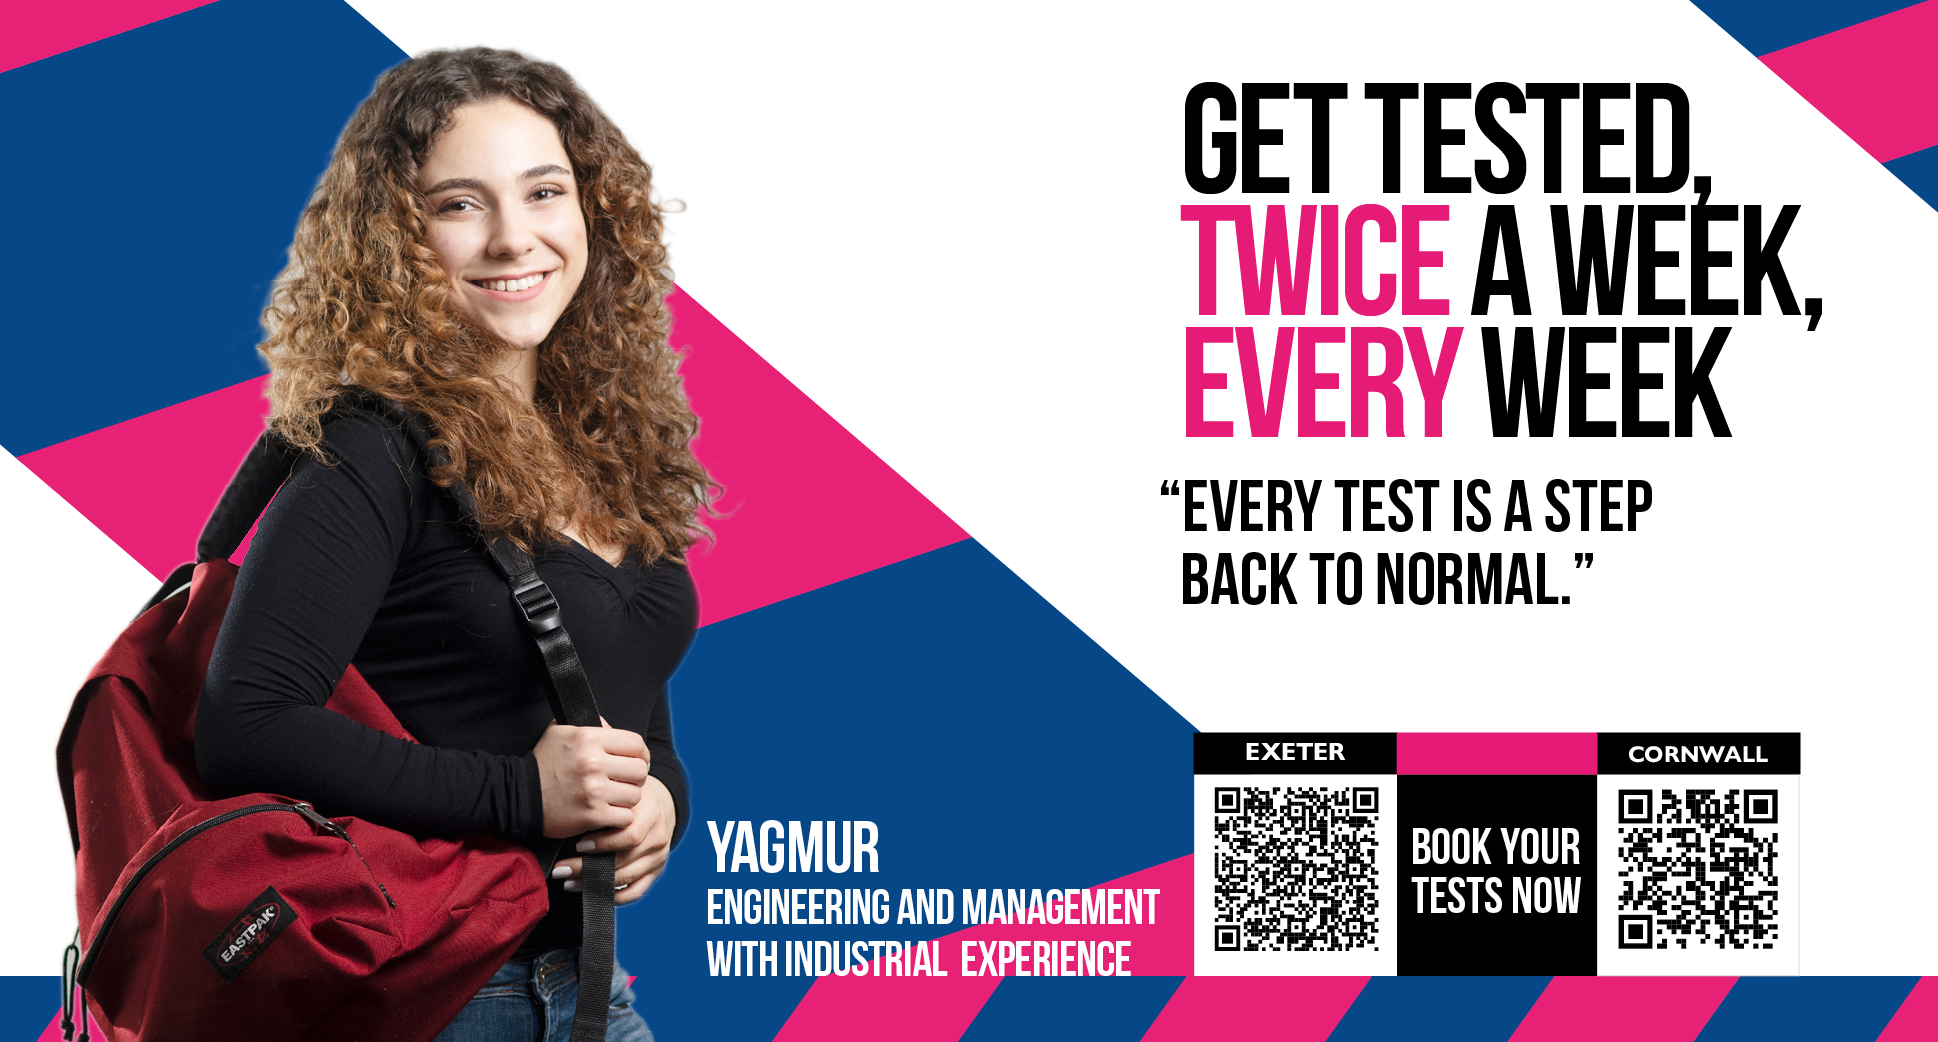 GET TESTED,
TWICE A WEEK,
EVERY WEEK
“EVERY TEST IS A STEP
BACK TO NORMAL.”
YAGMUR
ENGINEERING AND MANAGEMENT
WITH INDUSTRIAL EXPERIENCE
EXETER
CORNWALL
BOOK YOUR
TESTS NOW
EASTPAK